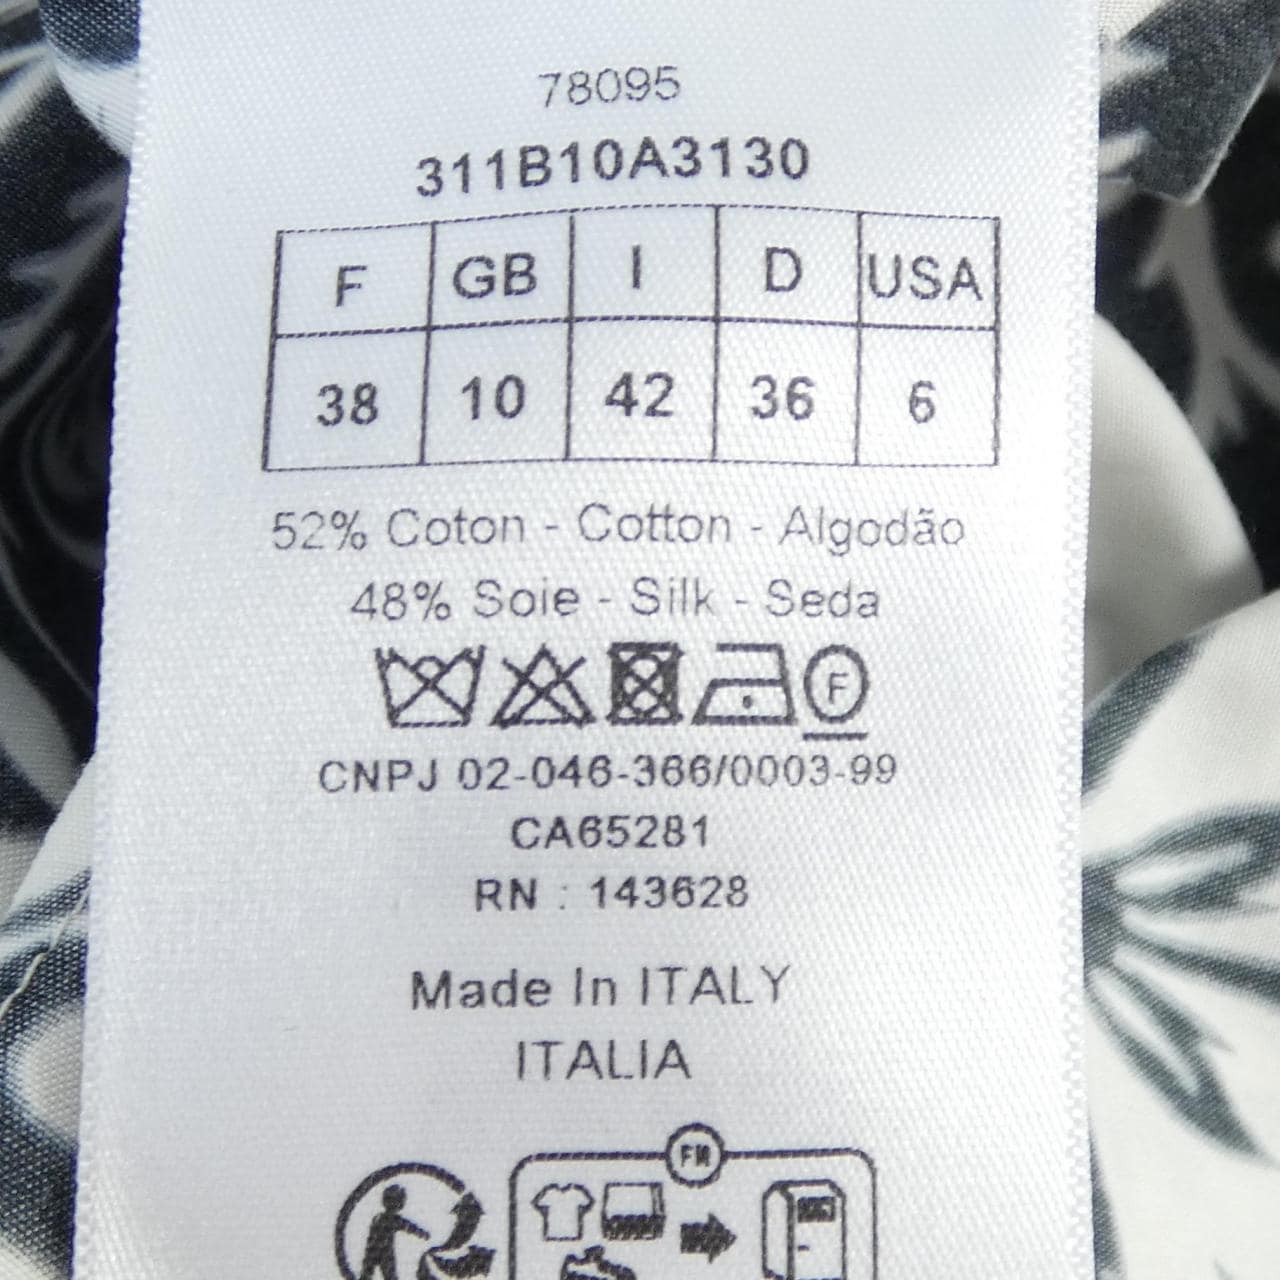 78095
311B10A3130
F GB I D USA
38 10 42 36 6
52% Coton - Cotton - Algodão
48% Soie - Silk - Seda
F
CNPJ 02-046-366/0003-99
CA65281
RN : 143628
Made In ITALY
ITALIA
FR